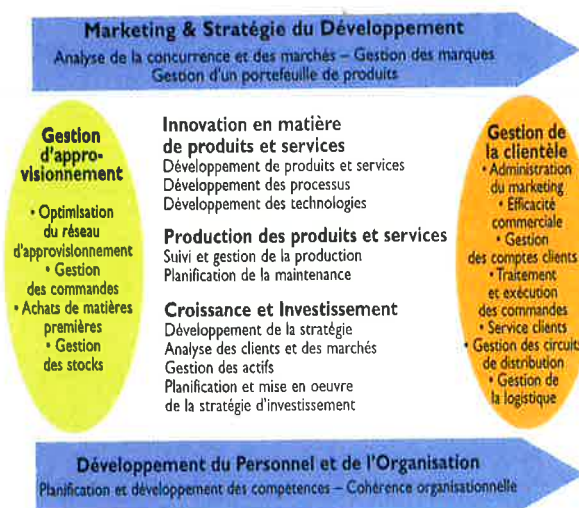 Marketing & Stratégie du Développement
Analyse de la concurrence et des marchés – Gestion des marques
Gestion d'un portefeuille de produits
Gestion
d'appro-
visionnement
• Optimisation
du réseau
d'approvisionnement
• Gestion
des commandes
• Achats de matières
premières
• Gestion
des stocks
Innovation en matière
de produits et services
Développement de produits et services
Développement des processus
Développement des technologies
Production des produits et services
Suivi et gestion de la production
Planification de la maintenance
Croissance et Investissement
Développement de la stratégie
Analyse des clients et des marchés
Gestion des actifs
Planification et mise en oeuvre
de la stratégie d'investissement
Gestion de
la clientèle
• Administration
du marketing
• Efficacité
commerciale
• Gestion
des comptes clients
• Traitement
et exécution
des commandes
• Service clients
• Gestion des circuits
de distribution
• Gestion de
la logistique
Développement du Personnel et de l'Organisation
Planification et développement des competences – Cohérence organisationnelle